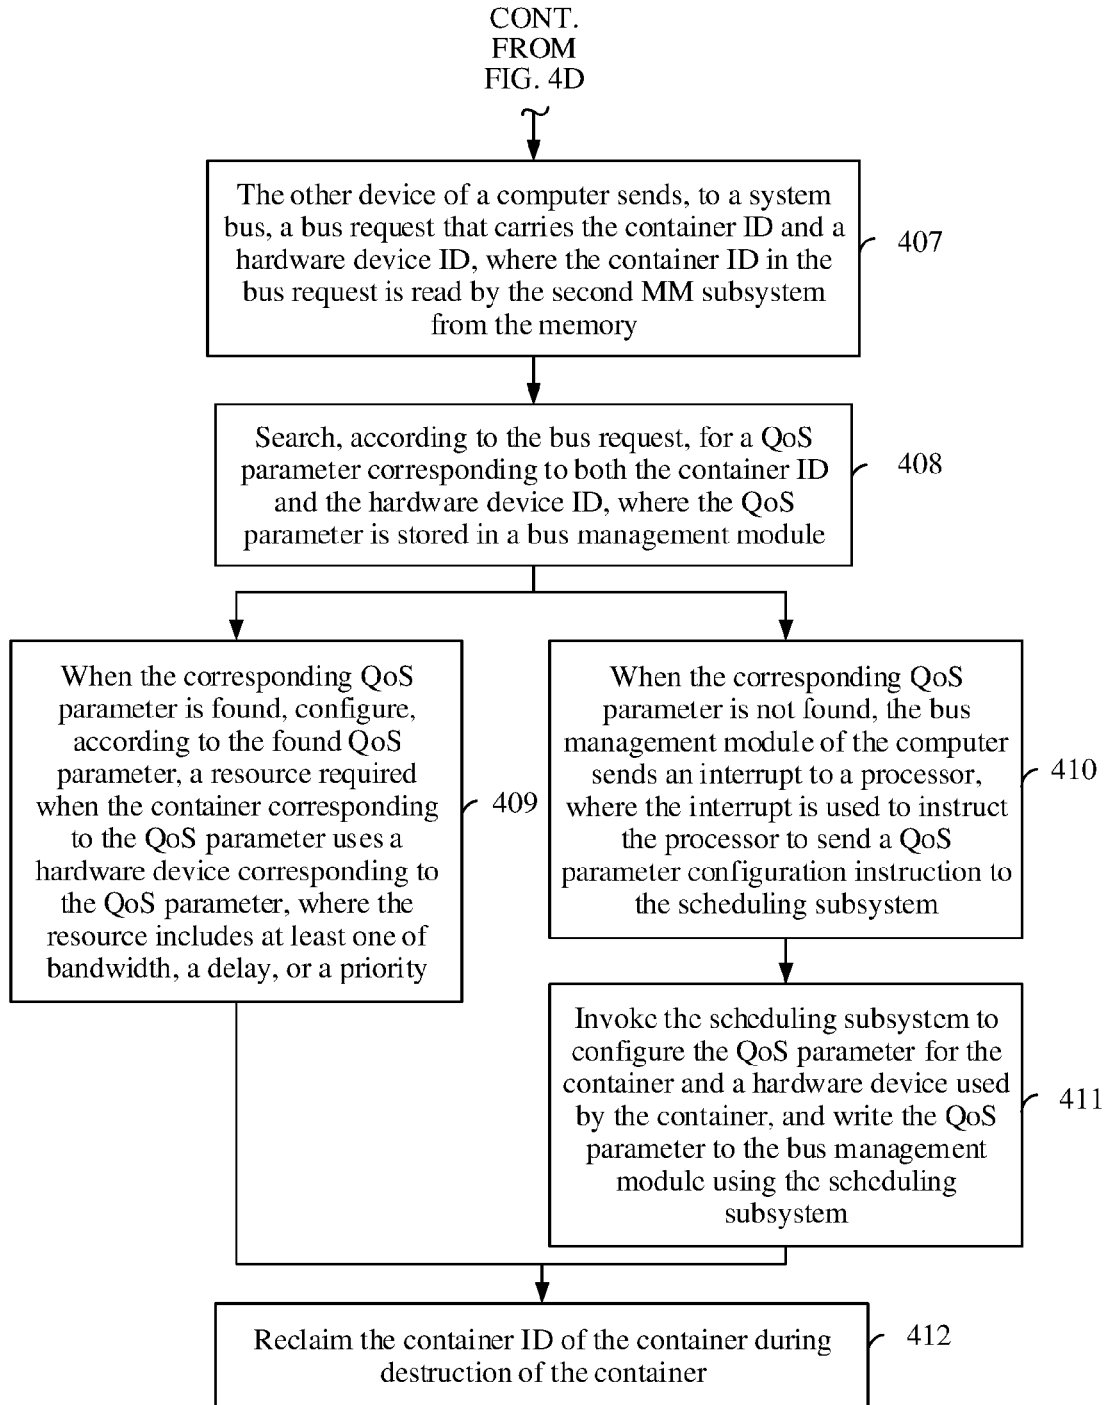 CONT.
FROM
FIG. 4D
The other device of a computer sends, to a system
bus, a bus request that carries the container ID and a
hardware device ID, where the container ID in the
bus request is read by the second MM subsystem
from the memory
407
Search, according to the bus request, for a QoS
parameter corresponding to both the container ID
and the hardware device ID, where the QoS
parameter is stored in a bus management module
408
When the corresponding QoS
parameter is found, configure,
according to the found QoS
parameter, a resource required
when the container corresponding
to the QoS parameter uses a
hardware device corresponding to
the QoS parameter, where the
resource includes at least one of
bandwidth, a delay, or a priority
409
When the corresponding QoS
parameter is not found, the bus
management module of the computer
sends an interrupt to a processor,
where the interrupt is used to instruct
the processor to send a QoS
parameter configuration instruction to
the scheduling subsystem
410
Invoke the scheduling subsystem to
configure the QoS parameter for the
container and a hardware device used
by the container, and write the QoS
parameter to the bus management
module using the scheduling
subsystem
411
Reclaim the container ID of the container during
destruction of the container
412